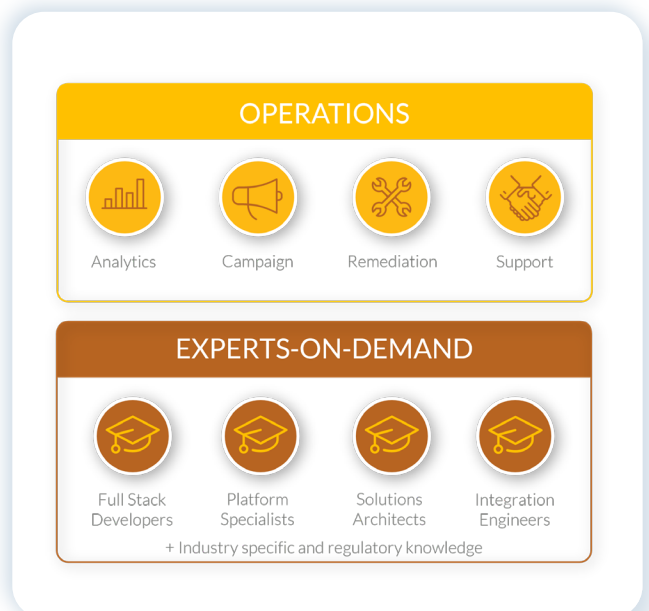 OPERATIONS
Analytics
Campaign
Remediation
Support
EXPERTS-ON-DEMAND
Full Stack
Developers
Platform
Specialists
Solutions
Architects
Integration
Engineers
+ Industry specific and regulatory knowledge